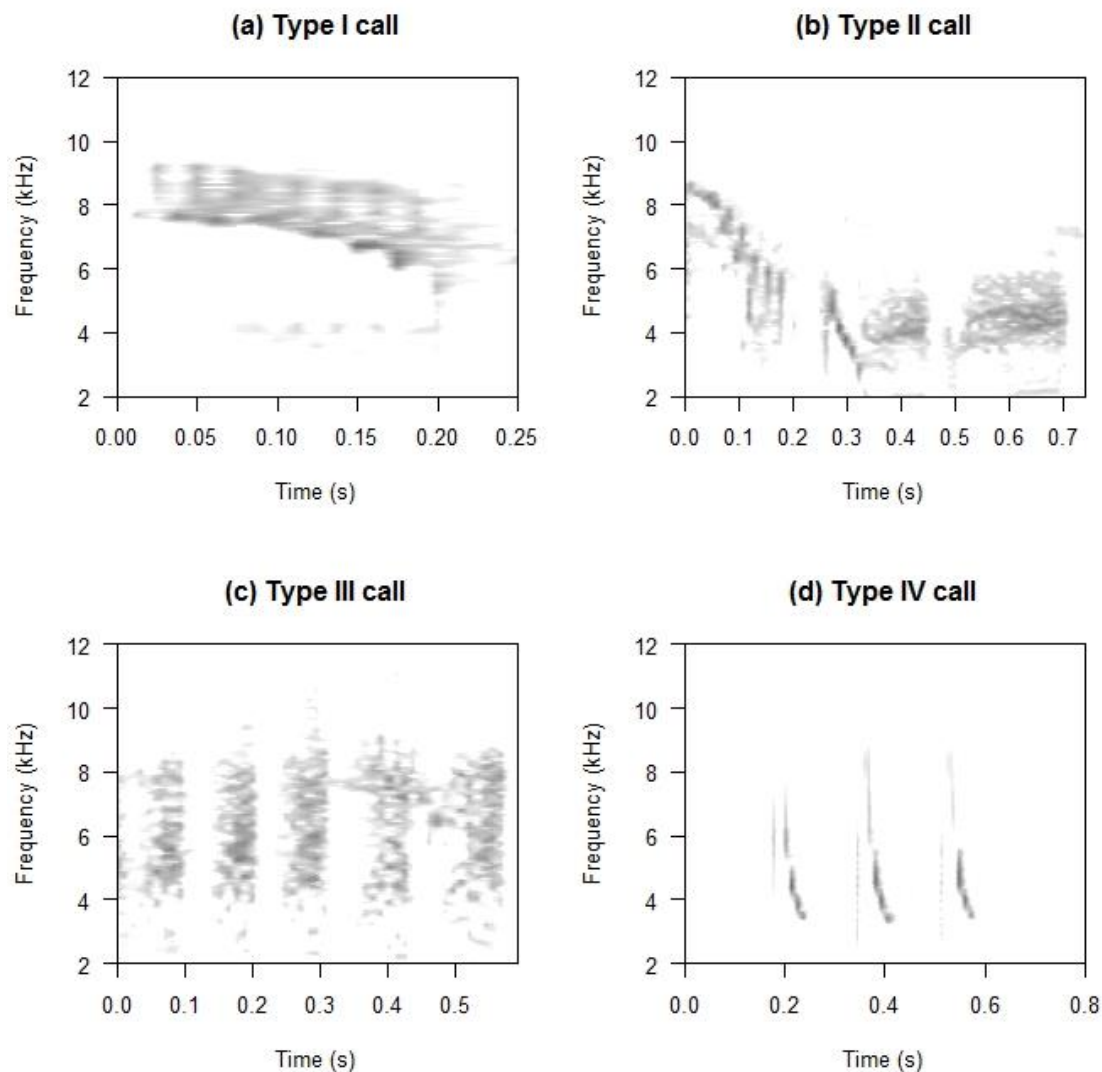 (a) Type I call
(b) Type II call
12
10
8
6
4
2
Frequency (kHz)
0.00 0.05 0.10 0.15 0.20 0.25
Time (s)
12
10
8
6
4
2
Frequency (kHz)
0.0 0.1 0.2 0.3 0.4 0.5 0.6 0.7
Time (s)
(c) Type III call
(d) Type IV call
12
10
8
6
4
2
Frequency (kHz)
0.0 0.1 0.2 0.3 0.4 0.5
Time (s)
12
10
8
6
4
2
Frequency (kHz)
0.0 0.2 0.4 0.6 0.8
Time (s)